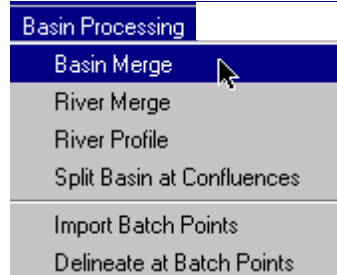 Basin Processing
Basin Merge
River Merge
River Profile
Split Basin at Confluences
Import Batch Points
Delineate at Batch Points